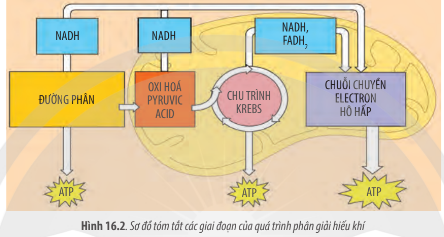 NADH
NADH
NADH,
FADH₂
ĐƯỜNG PHÂN
OXI HOÁ
PYRUVIC
ACID
CHU TRÌNH
KREBS
CHUỖI CHUYỀN
ELECTRON
HÔ HẤP
ATP
ATP
ATP
Hình 16.2. Sơ đồ tóm tắt các giai đoạn của quá trình phân giải hiếu khí